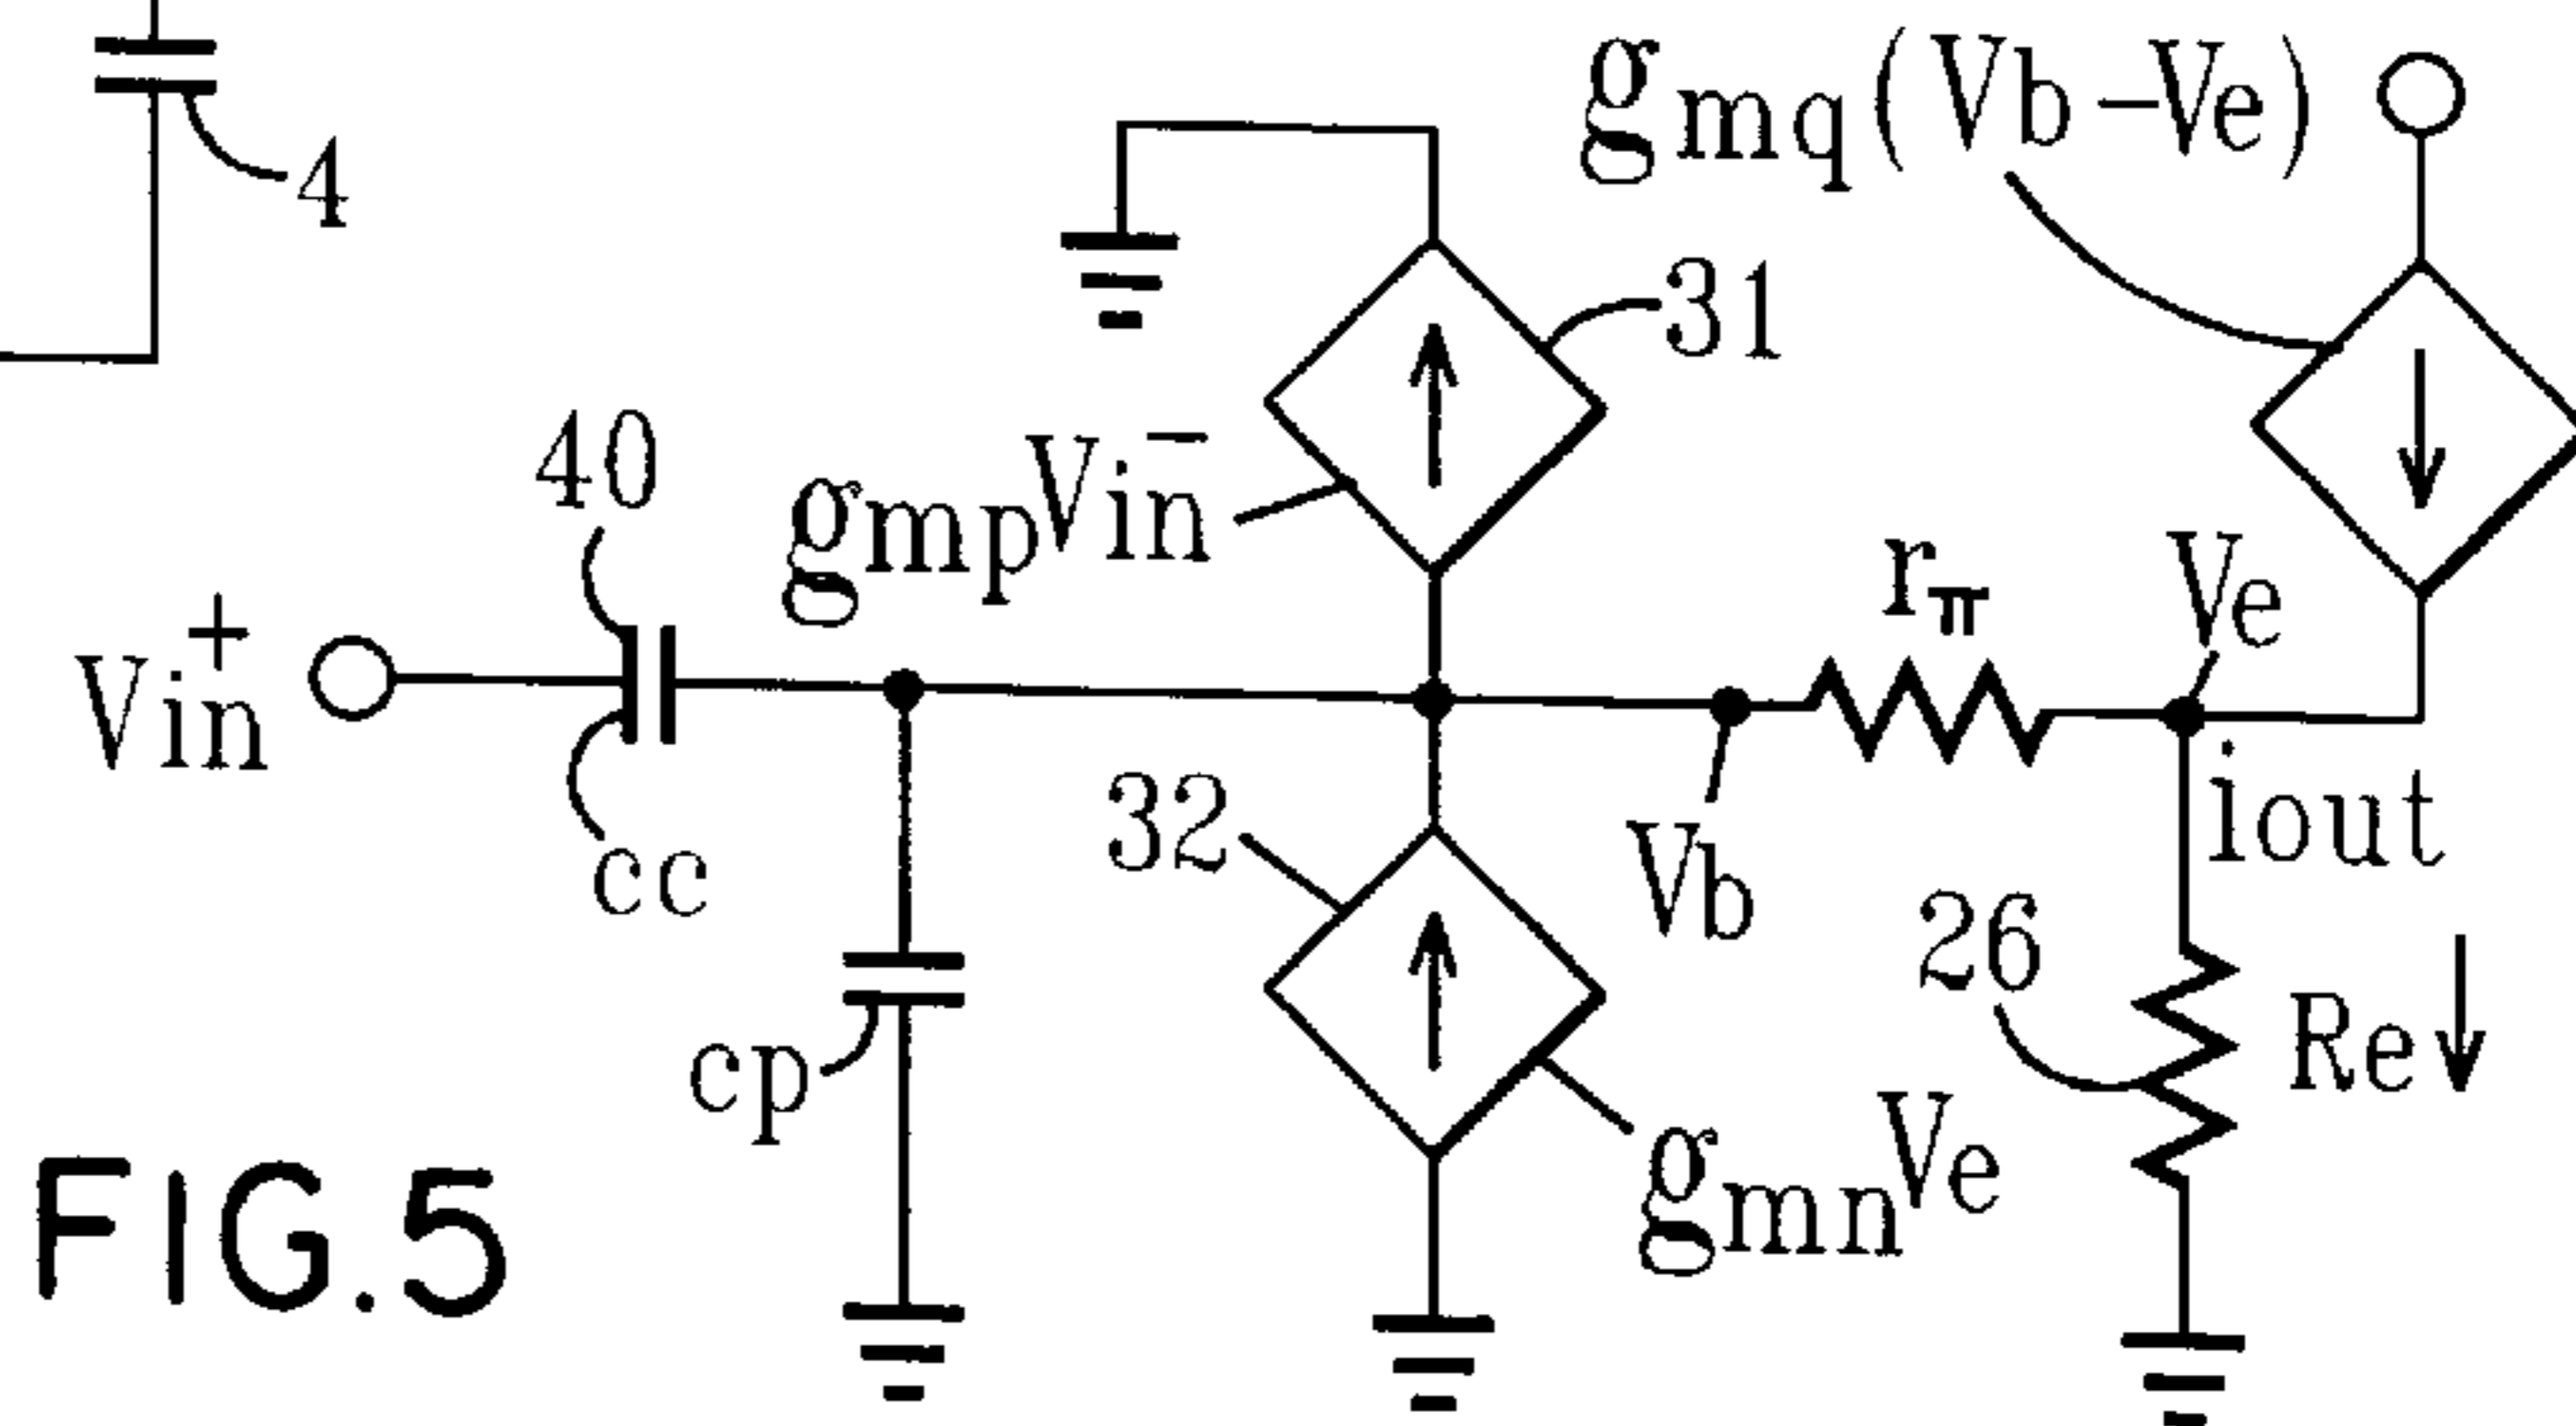 4
gmq(Vb-Ve)
31
40
gmpVin-
rπ
Ve
Vin+
iout
cc
32
Vb
26
Re
cp
gmnVe
FIG.5